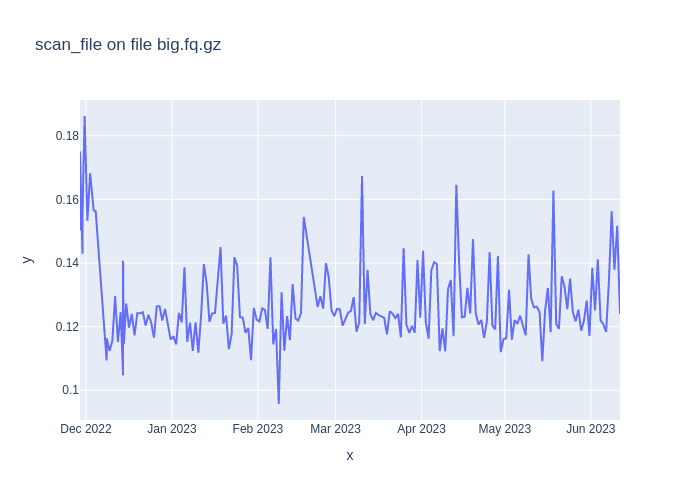 scan_file on file big.fq.gz
0.18
0.16
0.14
0.12
0.1
y
Dec 2022
Jan 2023
Feb 2023
Mar 2023
Apr 2023
May 2023
Jun 2023
x